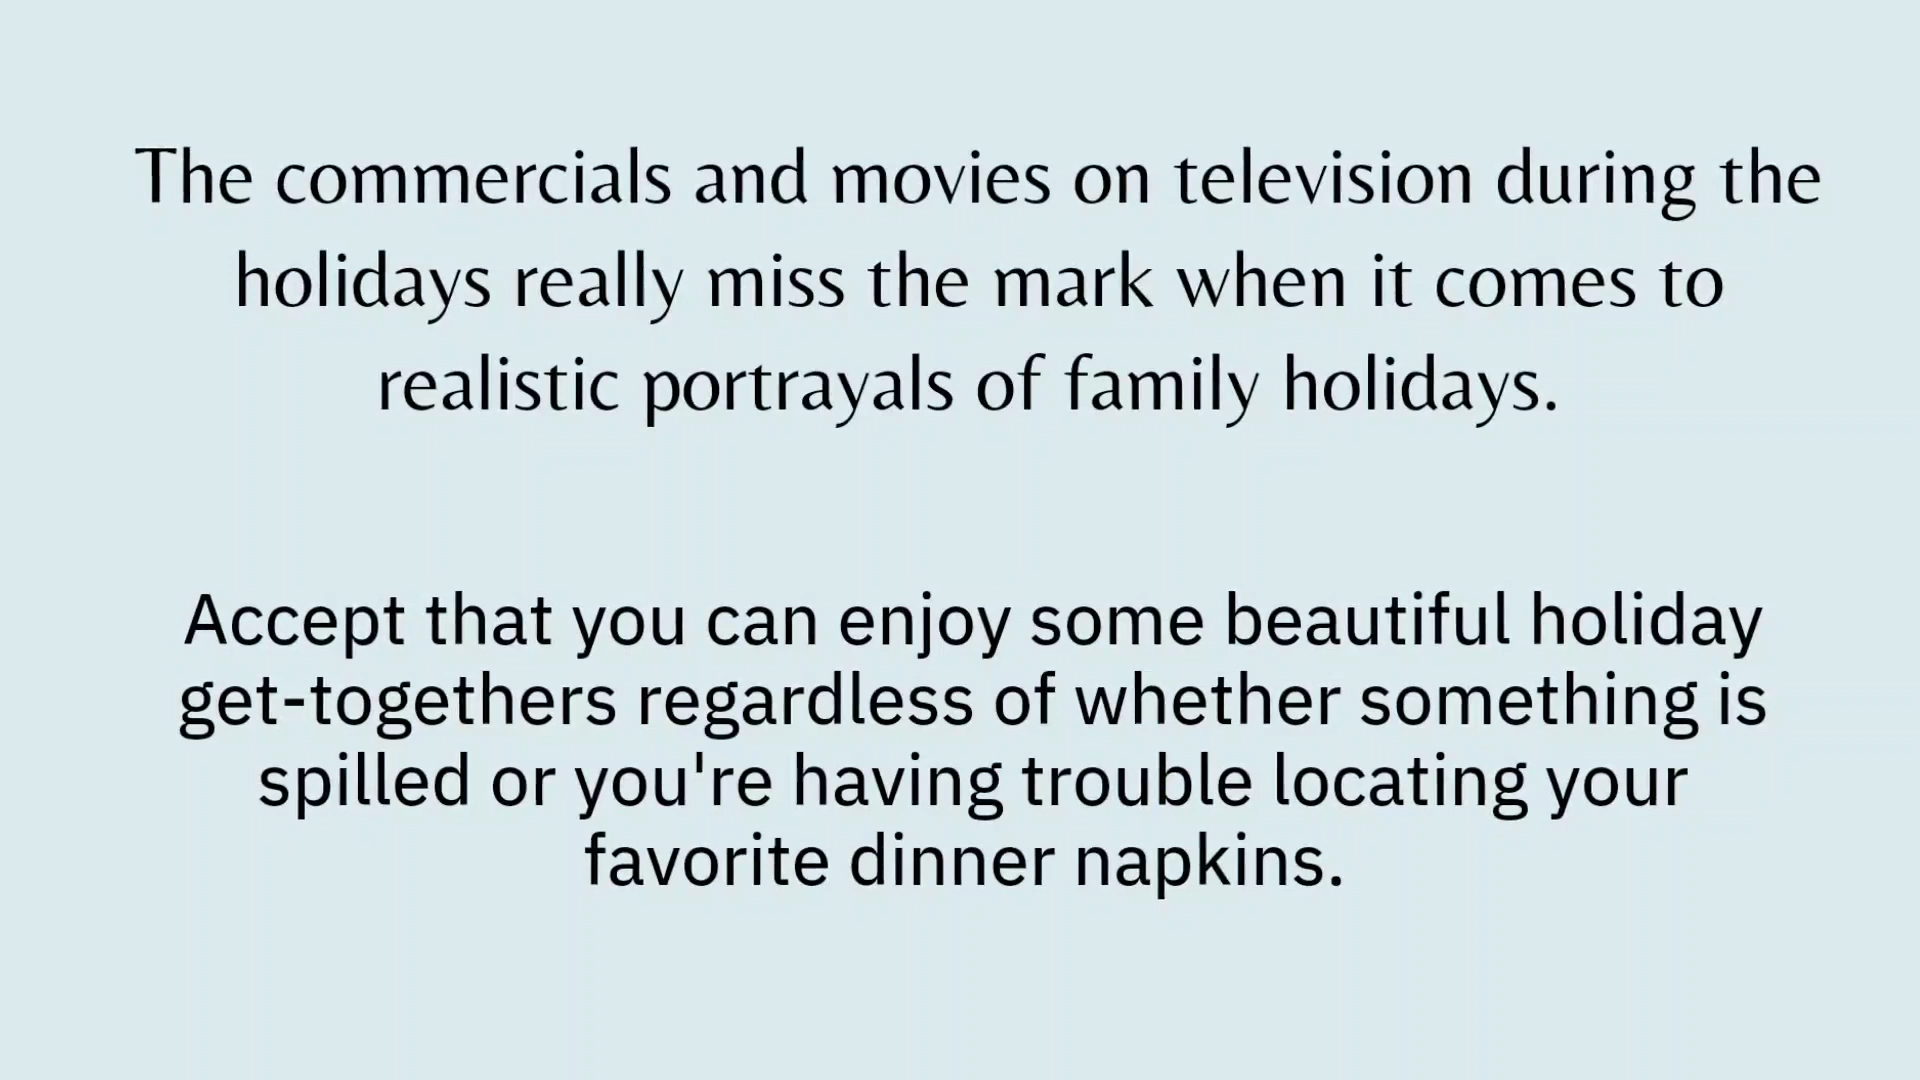 The commercials and movies on television during the
holidays really miss the mark when it comes to
realistic portrayals of family holidays.
Accept that you can enjoy some beautiful holiday
get-togethers regardless of whether something is
spilled or you're having trouble locating your
favorite dinner napkins.